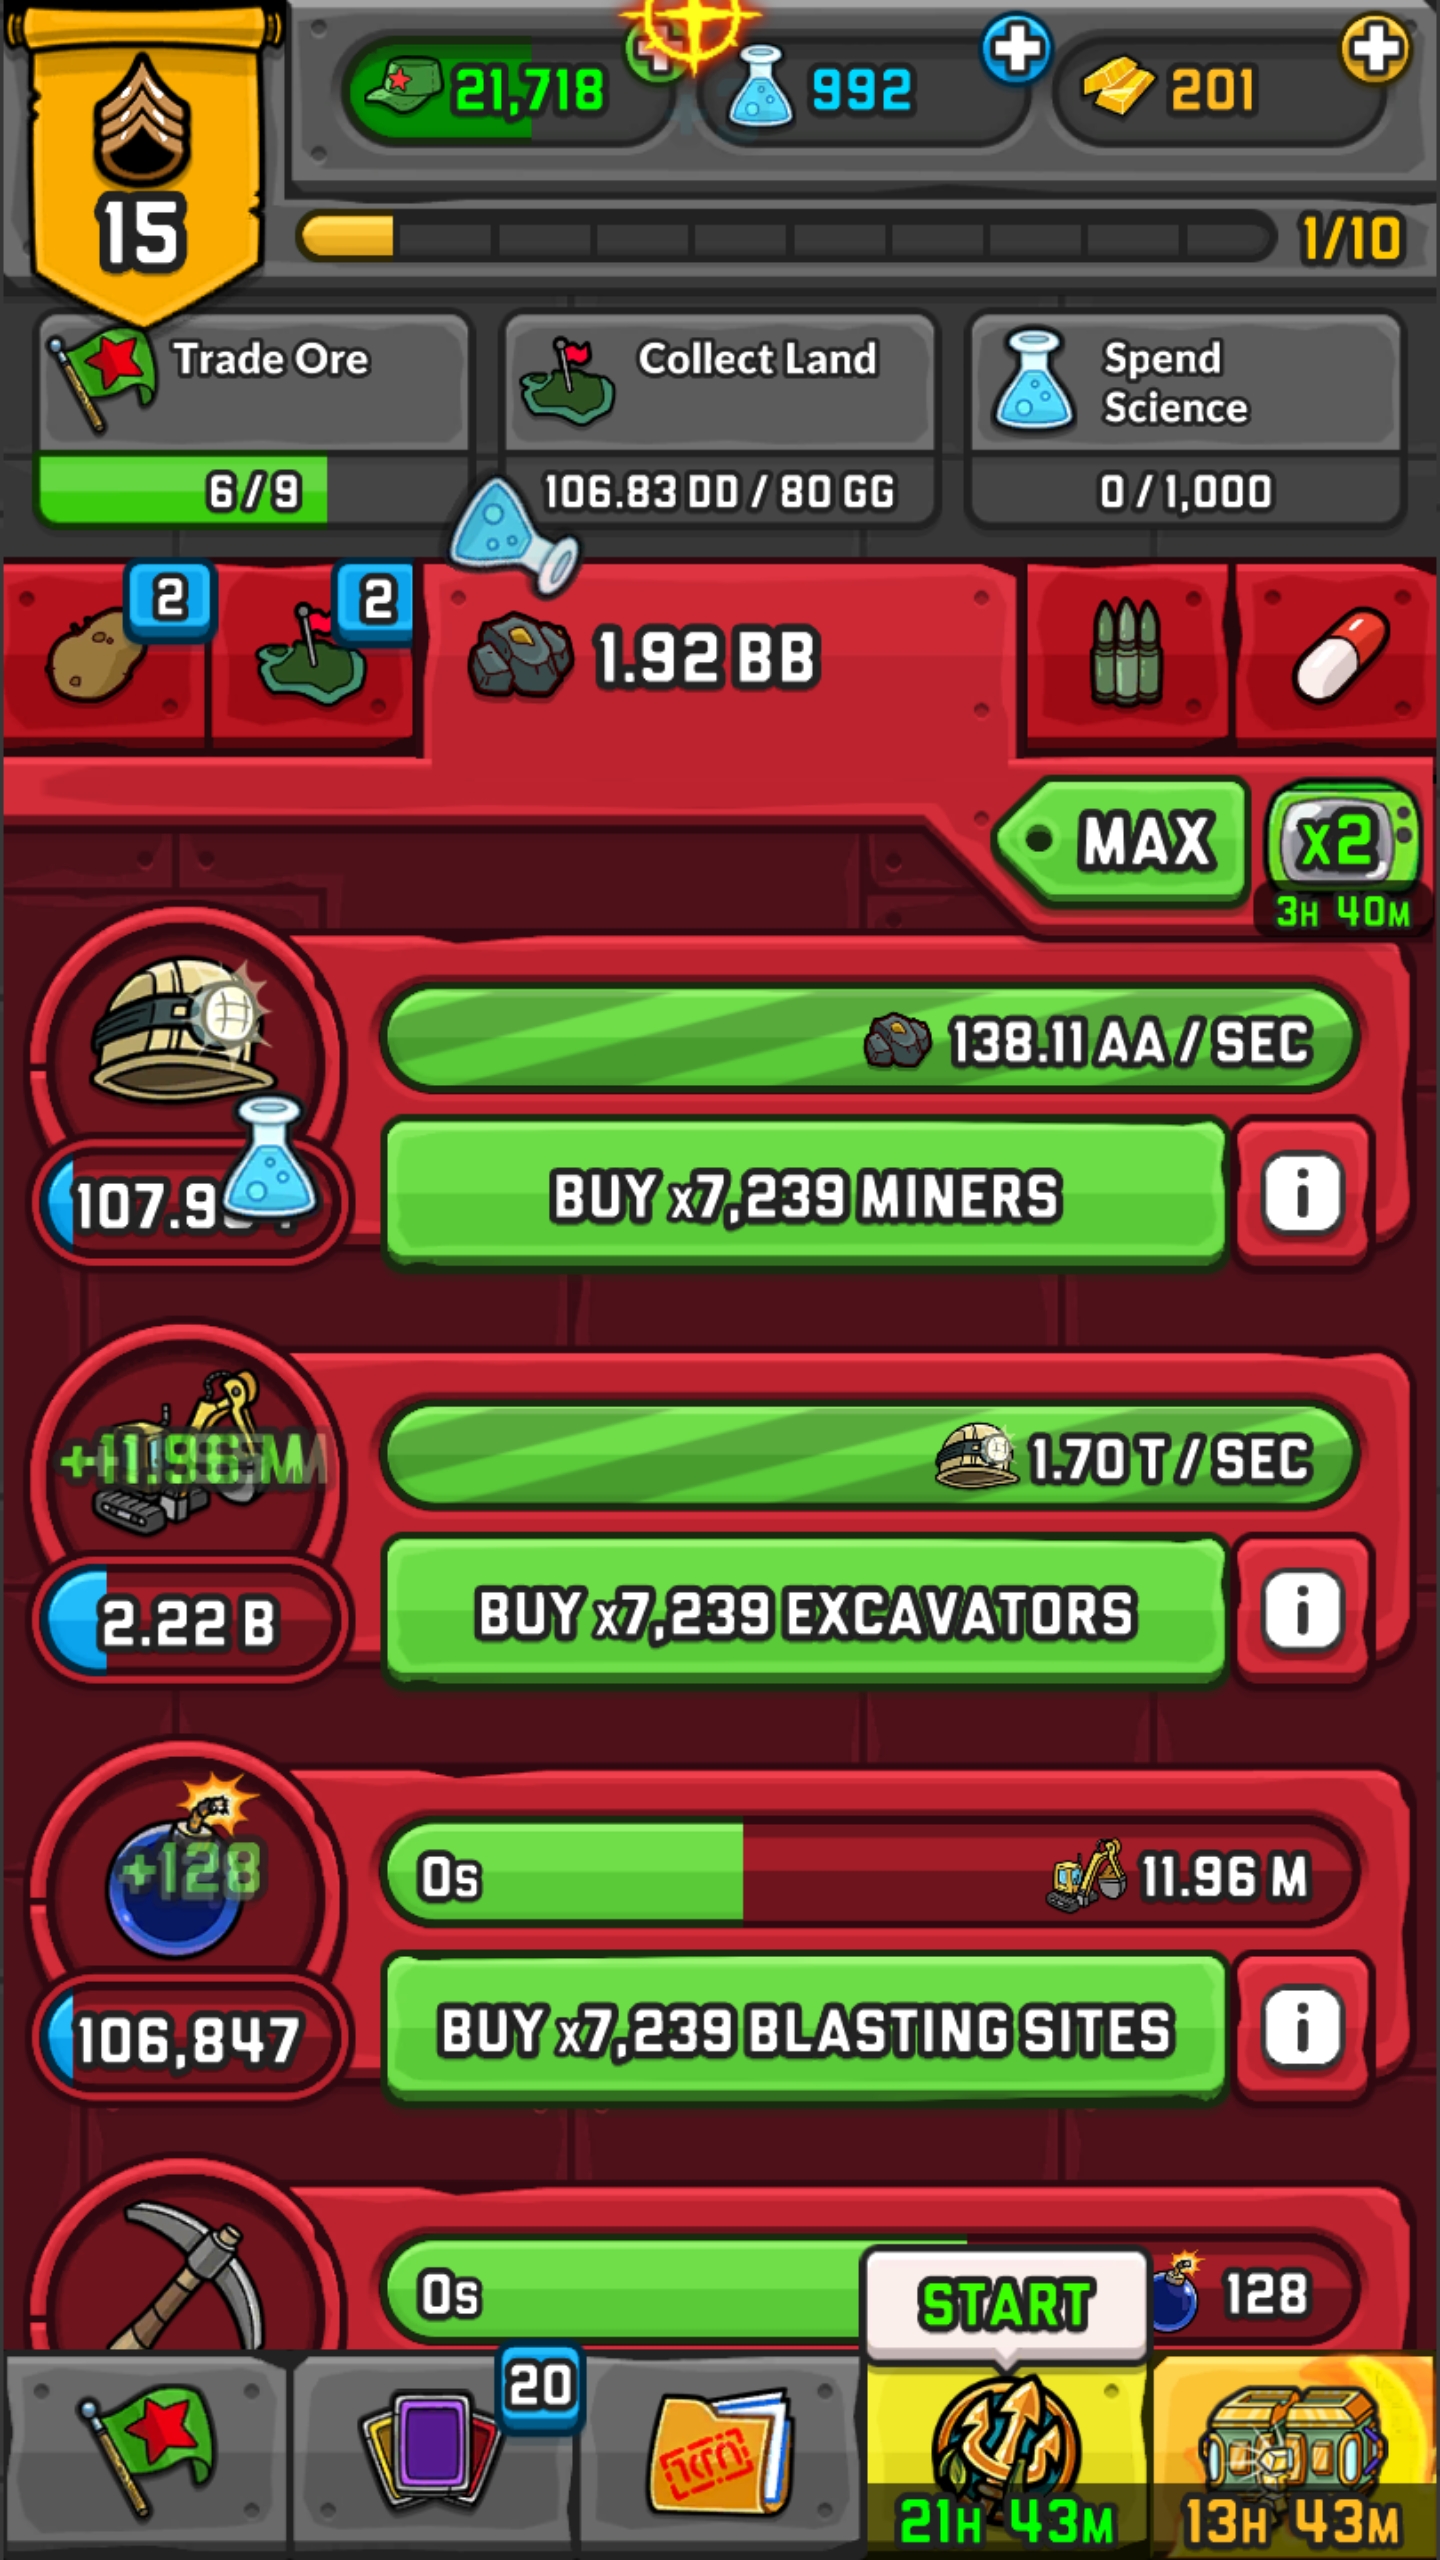 21,718
992
201
15
1/10
Trade Ore
Collect Land
Spend
Science
6/9
106.83 DD / 80 GG
0 / 1,000
2
2
1.92 BB
MAX
x2
3H 40M
138.11 AA / SEC
107.9
BUY x7,239 MINERS
1.70 T / SEC
2.22 B
BUY x7,239 EXCAVATORS
+128
0s
11.96 M
106,847
BUY x7,239 BLASTING SITES
0s
128
START
20
21H 43M
13H 43M